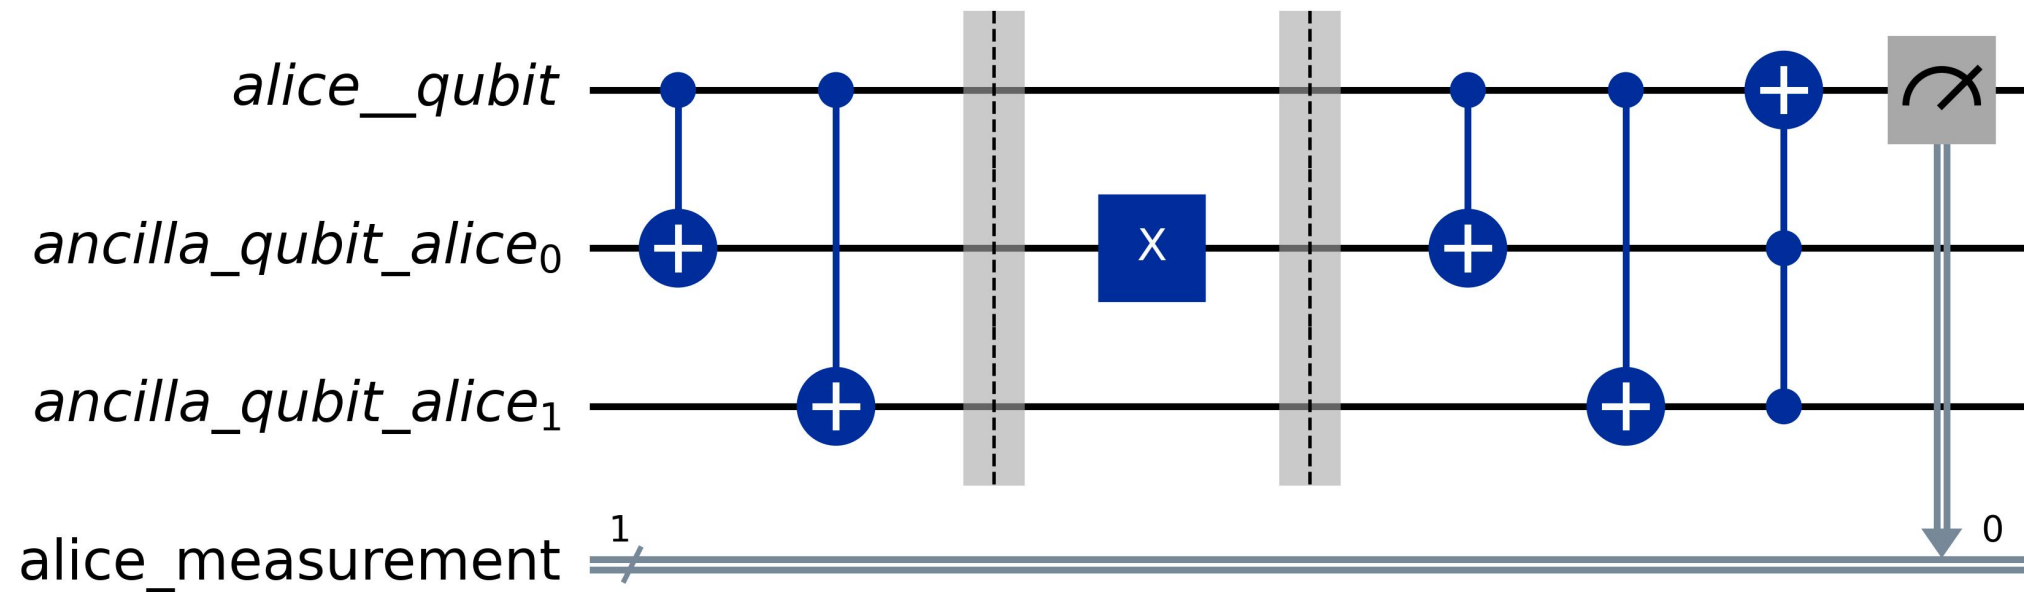 alice__qubit
ancilla_qubit_alice0
X
ancilla_qubit_alice1
1
0
alice_measurement